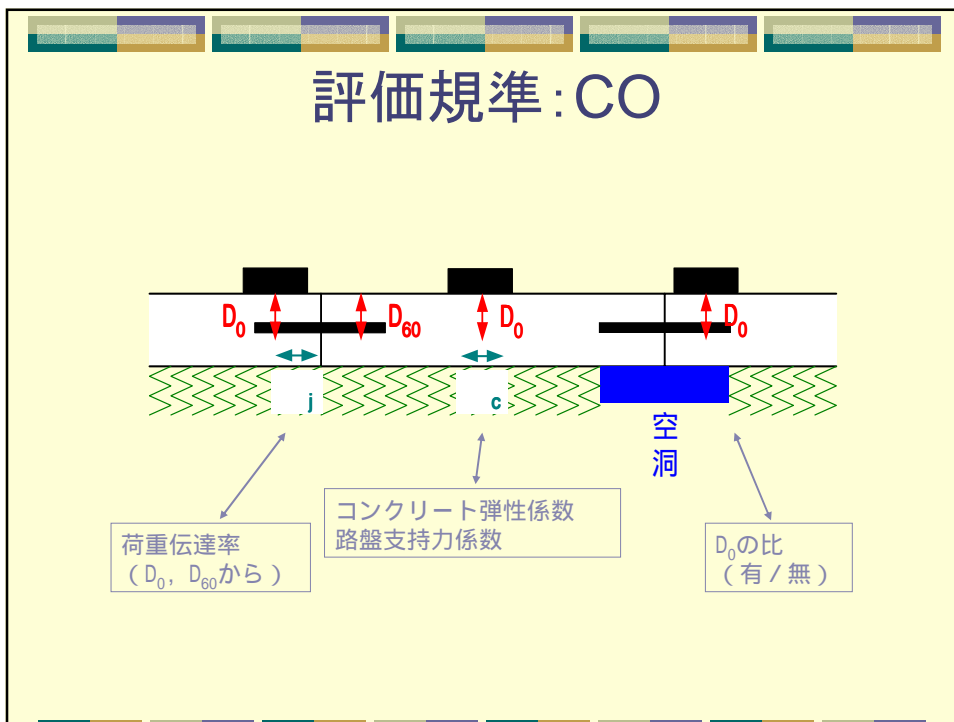 評価規準：CO
D₀
D₆₀
D₀
D₀
j
c
空
洞
荷重伝達率
（D₀，D₆₀から）
コンクリート弾性係数
路盤支持力係数
D₀の比
（有／無）